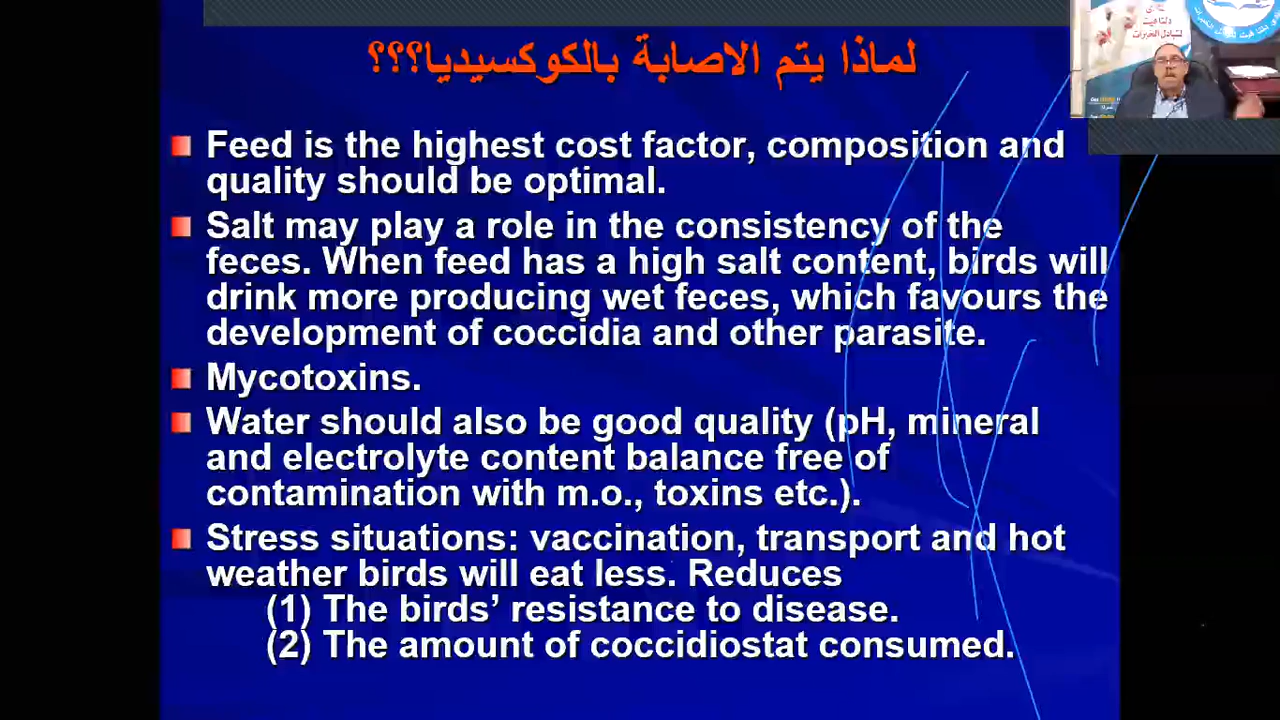 لماذا يتم الاصابة بالكوكسيديا؟؟؟
Feed is the highest cost factor, composition and
quality should be optimal.
Salt may play a role in the consistency of the
feces. When feed has a high salt content, birds will
drink more producing wet feces, which favours the
development of coccidia and other parasite.
Mycotoxins.
Water should also be good quality (pH, mineral
and electrolyte content balance free of
contamination with m.o., toxins etc.).
Stress situations: vaccination, transport and hot
weather birds will eat less. Reduces
(1) The birds’ resistance to disease.
(2) The amount of coccidiostat consumed.
دلتا فيت
لتبادل الخبرات